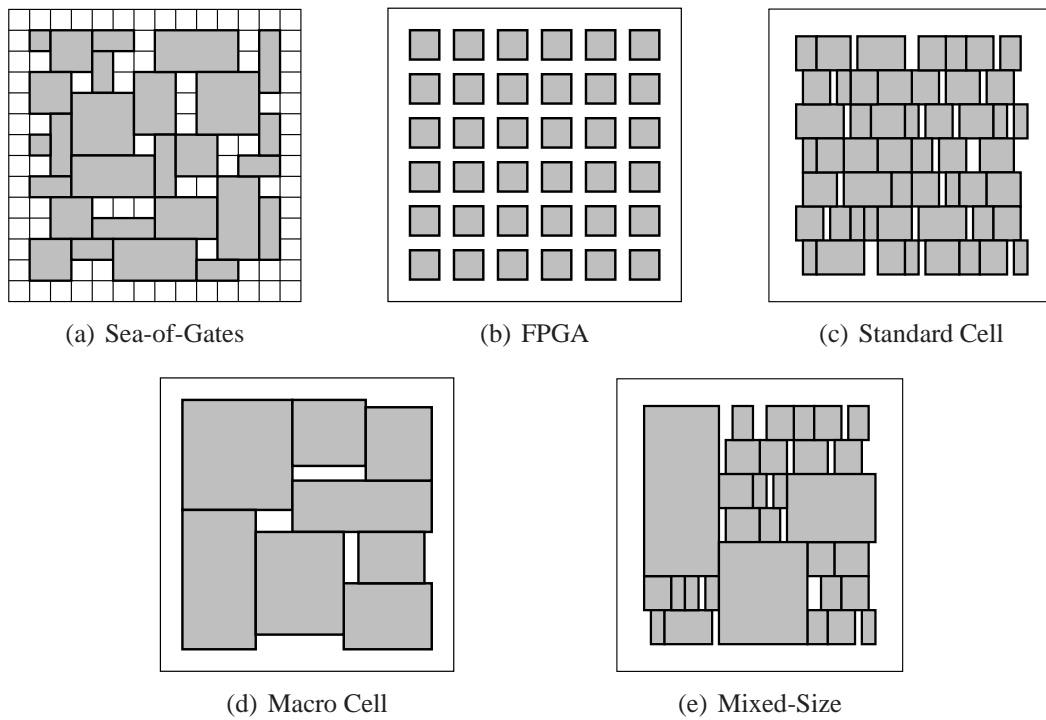 (a) Sea-of-Gates
(b) FPGA
(c) Standard Cell
(d) Macro Cell
(e) Mixed-Size